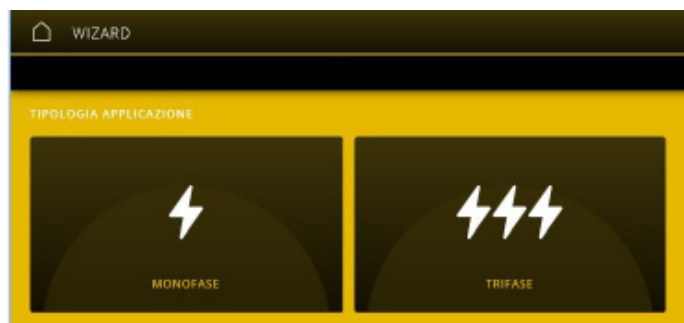 WIZARD
TIPOLOGIA APPLICAZIONE
MONOFASE
TRIFASE